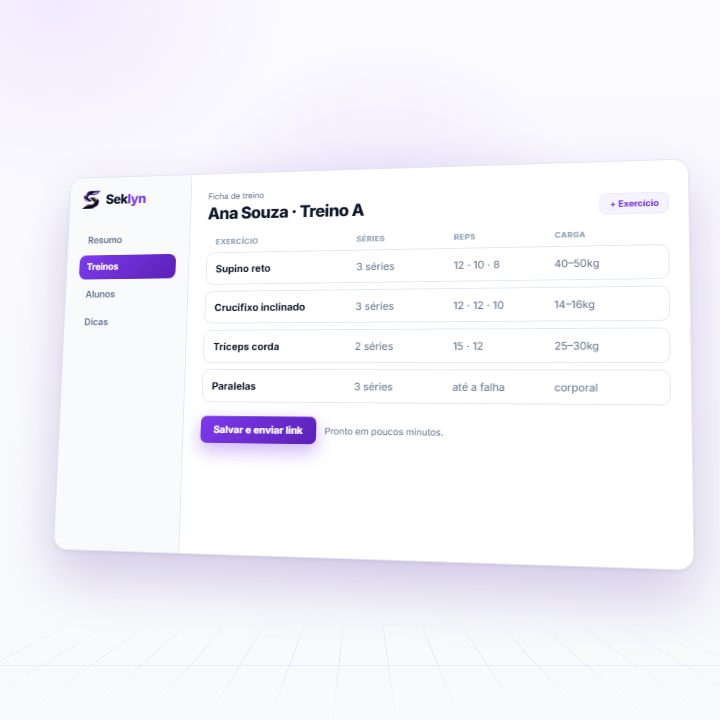 Seklyn
Resumo
Treinos
Alunos
Dicas
Ficha de treino
Ana Souza · Treino A
+ Exercício
EXERCÍCIO SÉRIES REPS CARGA
Supino reto 3 séries 12 · 10 · 8 40–50kg
Crucifixo inclinado 3 séries 12 · 12 · 10 14–16kg
Tríceps corda 2 séries 15 · 12 25–30kg
Paralelas 3 séries até a falha corporal
Salvar e enviar link Pronto em poucos minutos.